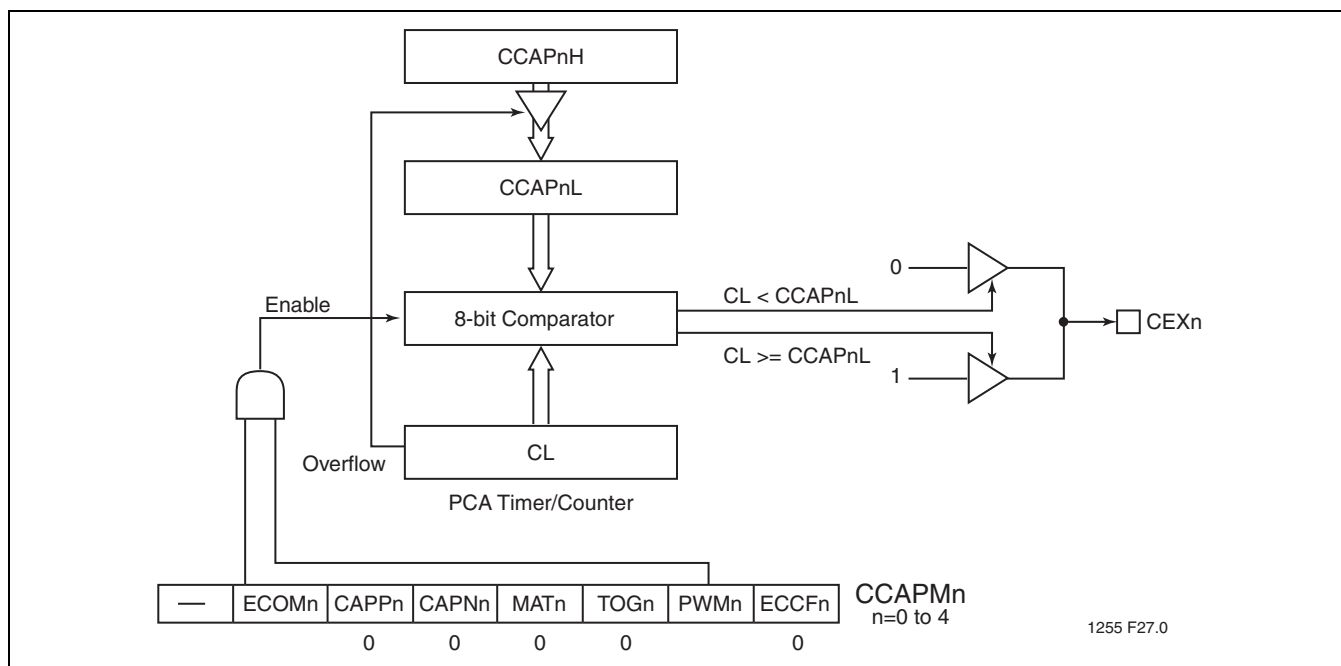 CCAPnH
CCAPnL
0
CL < CCAPnL
Enable
8-bit Comparator
CEXn
CL >= CCAPnL
1
Overflow
CL
PCA Timer/Counter
— ECOMn CAPPn CAPNn MATn TOGn PWMn ECCFn CCAPMn
n=0 to 4
0 0 0 0 0
1255 F27.0